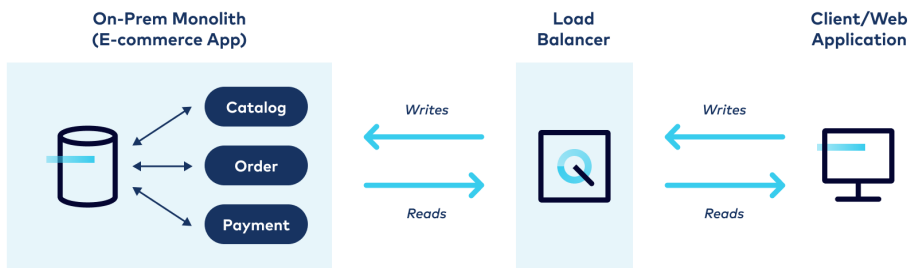 On-Prem Monolith
(E-commerce App)
Load
Balancer
Client/Web
Application
Catalog
Order
Payment
Writes
Reads
Writes
Reads